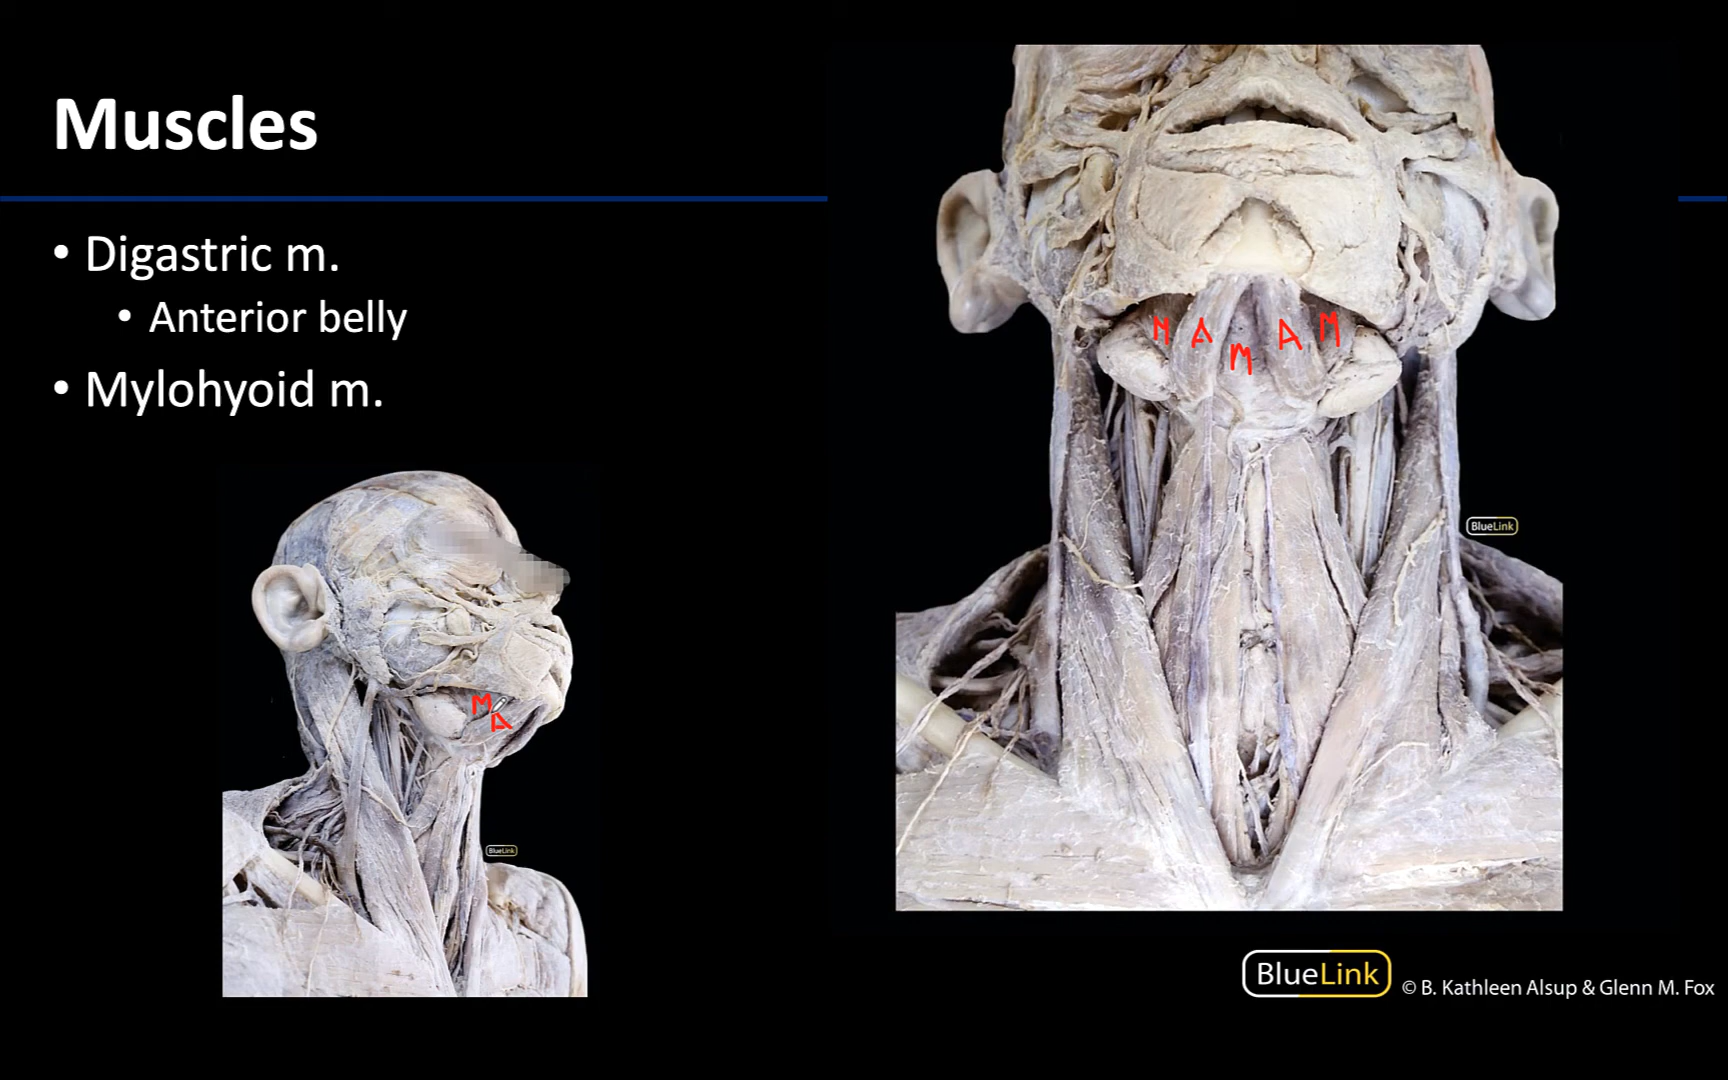 Muscles
• Digastric m.
• Anterior belly
• Mylohyoid m.
M A M A M
M
A
BlueLink
BlueLink
BlueLink
© B. Kathleen Alsup & Glenn M. Fox